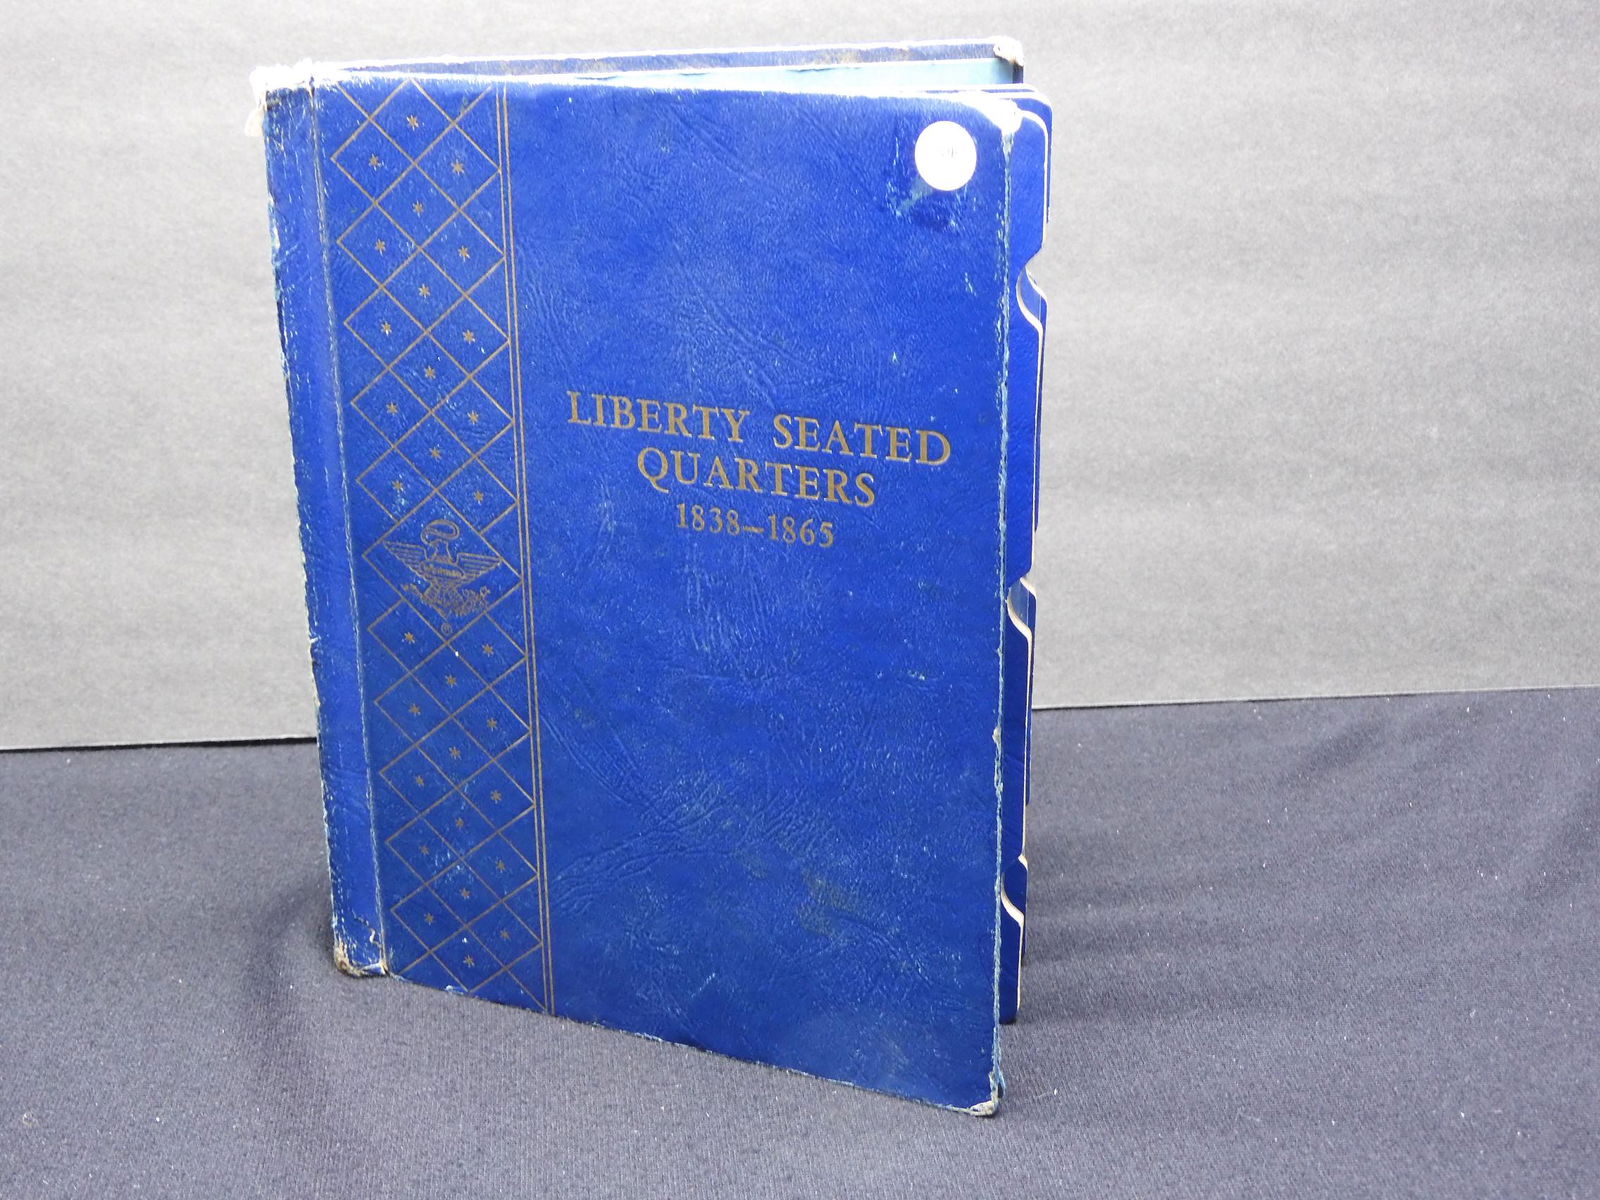 LIBERTY SEATED
QUARTERS
1838-1865
®